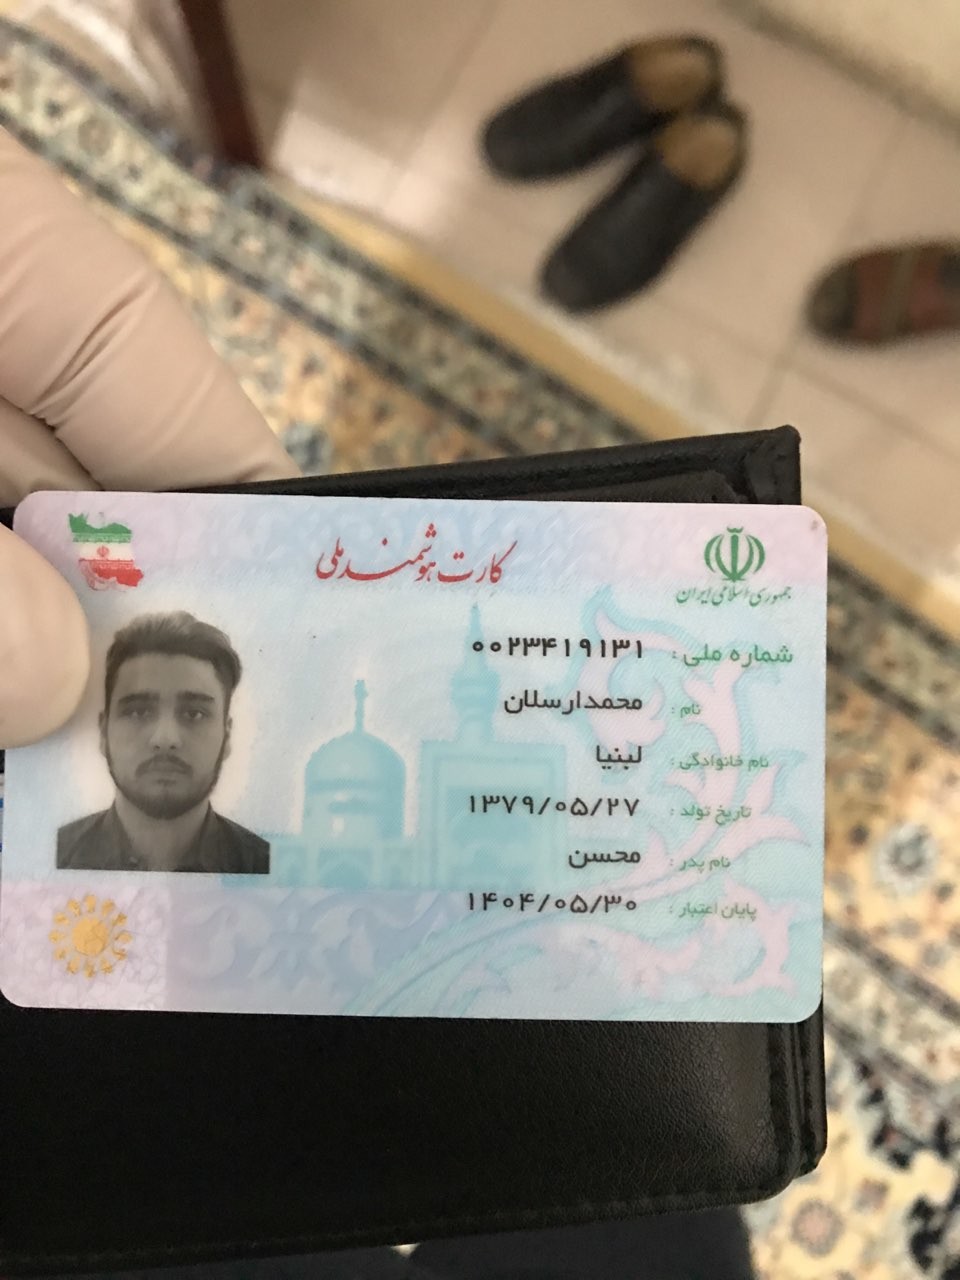 کارت هوشمند ملی
جمهوری اسلامی ایران
شماره ملی : ۰۰۲۳۴۱۹۱۳۱
نام : محمدارسلان
نام خانوادگی : لبنیا
تاریخ تولد : ۱۳۷۹/۰۵/۲۷
نام پدر : محسن
پایان اعتبار : ۱۴۰۴/۰۵/۳۰